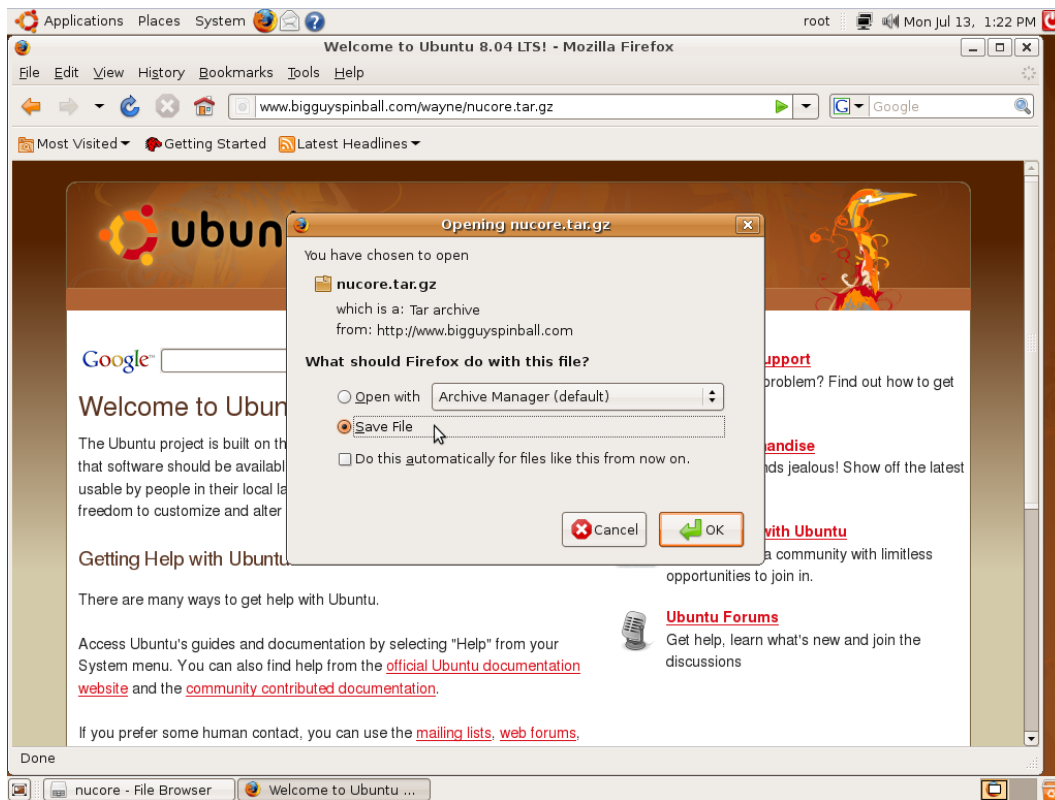 Applications Places System root Mon Jul 13, 1:22 PM
Welcome to Ubuntu 8.04 LTS! - Mozilla Firefox
File Edit View History Bookmarks Tools Help
www.bigguyspinball.com/wayne/nucore.tar.gz G Google
Most Visited Getting Started Latest Headlines
ubun
Opening nucore.tar.gz
You have chosen to open
nucore.tar.gz
which is a: Tar archive
from: http://www.bigguyspinball.com
What should Firefox do with this file?
Open with Archive Manager (default)
Save File
Do this automatically for files like this from now on.
Cancel OK
Google
Welcome to Ubun
The Ubuntu project is built on th
that software should be availabl
usable by people in their local la
freedom to customize and alter
Getting Help with Ubuntu
There are many ways to get help with Ubuntu.
Access Ubuntu's guides and documentation by selecting "Help" from your
System menu. You can also find help from the official Ubuntu documentation
website and the community contributed documentation.
If you prefer some human contact, you can use the mailing lists, web forums,
upport
problem? Find out how to get
andise
nds jealous! Show off the latest
with Ubuntu
a community with limitless
opportunities to join in.
Ubuntu Forums
Get help, learn what's new and join the
discussions
Done
nucore - File Browser Welcome to Ubuntu ...